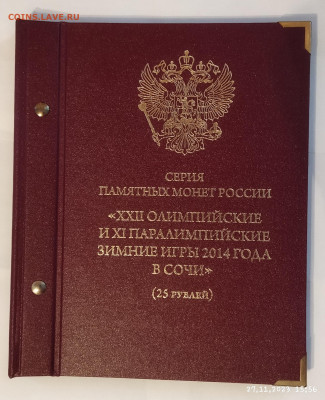 COINS.LAVE.RU
СЕРИЯ
ПАМЯТНЫХ МОНЕТ РОССИИ
«XXII ОЛИМПИЙСКИЕ
И XI ПАРАЛИМПИЙСКИЕ
ЗИМНИЕ ИГРЫ 2014 ГОДА
В СОЧИ»
(25 РУБЛЕЙ)